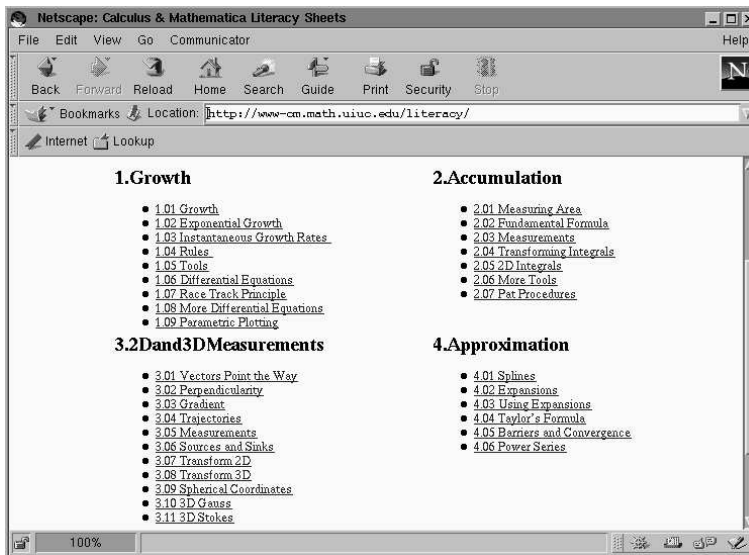 Netscape: Calculus & Mathematica Literacy Sheets
File Edit View Go Communicator Help
Back Forward Reload Home Search Guide Print Security Stop
N
Bookmarks Location: http://www-cm.math.uiuc.edu/literacy/
Internet Lookup
1.Growth
1.01 Growth
1.02 Exponential Growth
1.03 Instantaneous Growth Rates
1.04 Rules
1.05 Tools
1.06 Differential Equations
1.07 Race Track Principle
1.08 More Differential Equations
1.09 Parametric Plotting
2.Accumulation
2.01 Measuring Area
2.02 Fundamental Formula
2.03 Measurements
2.04 Transforming Integrals
2.05 2D Integrals
2.06 More Tools
2.07 Pat Procedures
3.2Dand3DMeasurements
3.01 Vectors Point the Way
3.02 Perpendicularity
3.03 Gradient
3.04 Trajectories
3.05 Measurements
3.06 Sources and Sinks
3.07 Transform 2D
3.08 Transform 3D
3.09 Spherical Coordinates
3.10 3D Gauss
3.11 3D Stokes
4.Approximation
4.01 Splines
4.02 Expansions
4.03 Using Expansions
4.04 Taylor's Formula
4.05 Barriers and Convergence
4.06 Power Series
100%